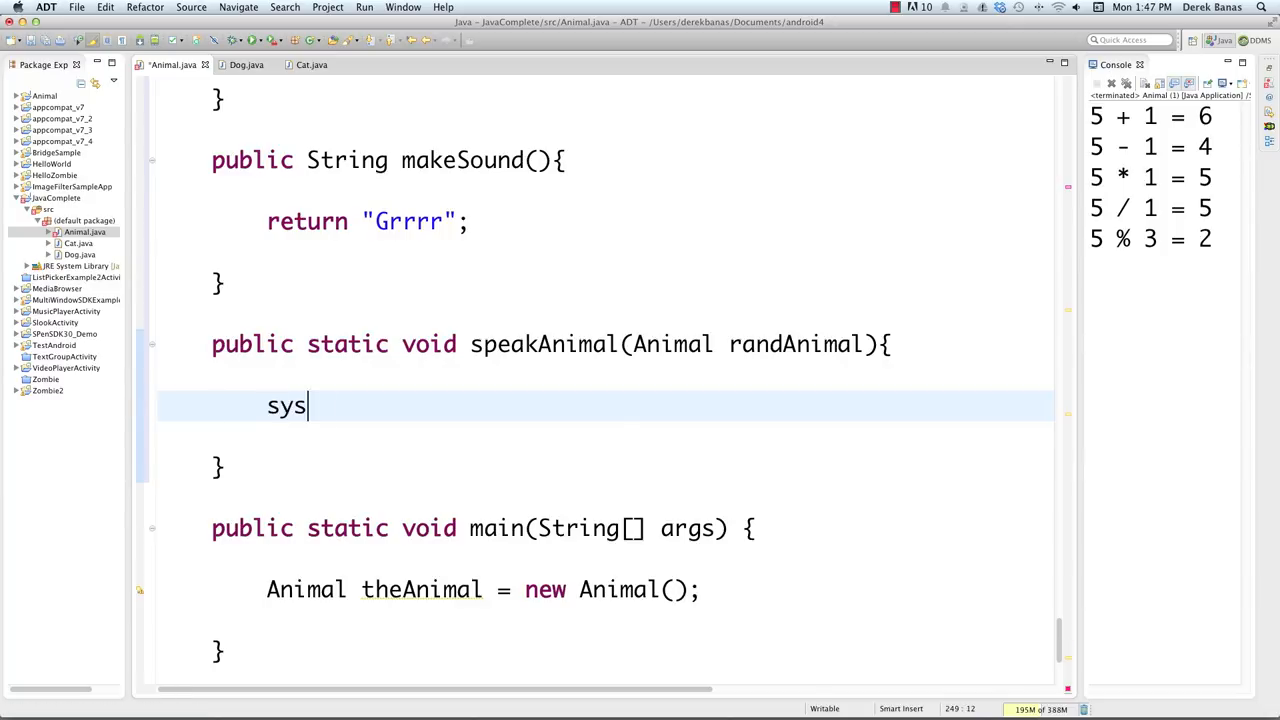 ADT File Edit Refactor Source Navigate Search Project Run Window Help 10 Mon 1:47 PM Derek Banas
Java – JavaComplete/src/Animal.java – ADT – /Users/derekbanas/Documents/android4
Quick Access Java DDMS
Package Exp
*Animal.java Dog.java Cat.java
Console
<terminated> Animal (1) [Java Application] /S
Animal
appcompat_v7
appcompat_v7_2
appcompat_v7_3
appcompat_v7_4
BridgeSample
HelloWorld
HelloZombie
ImageFilterSampleApp
JavaComplete
src
(default package)
Animal.java
Cat.java
Dog.java
JRE System Library [Ja
ListPickerExample2Activi
MediaBrowser
MultiWindowSDKExample
MusicPlayerActivity
SlookActivity
SPenSDK30_Demo
TestAndroid
TextGroupActivity
VideoPlayerActivity
Zombie
Zombie2
}
public String makeSound(){
return "Grrrr";
}
public static void speakAnimal(Animal randAnimal){
sys
}
public static void main(String[] args) {
Animal theAnimal = new Animal();
}
5 + 1 = 6
5 - 1 = 4
5 * 1 = 5
5 / 1 = 5
5 % 3 = 2
Writable Smart Insert 249 : 12 195M of 388M